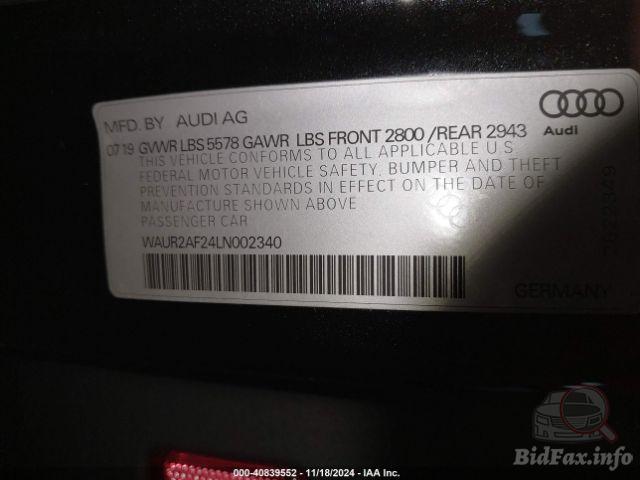 MFD. BY AUDI AG
0719 GVWR LBS 5578 GAWR LBS FRONT 2800 / REAR 2943
Audi
THIS VEHICLE CONFORMS TO ALL APPLICABLE U.S
FEDERAL MOTOR VEHICLE SAFETY, BUMPER AND THEFT
PREVENTION STANDARDS IN EFFECT ON THE DATE OF
MANUFACTURE SHOWN ABOVE
PASSENGER CAR
WAUR2AF24LN002340
GERMANY
BidFax.info
000-40839552 - 11/18/2024 - IAA Inc.